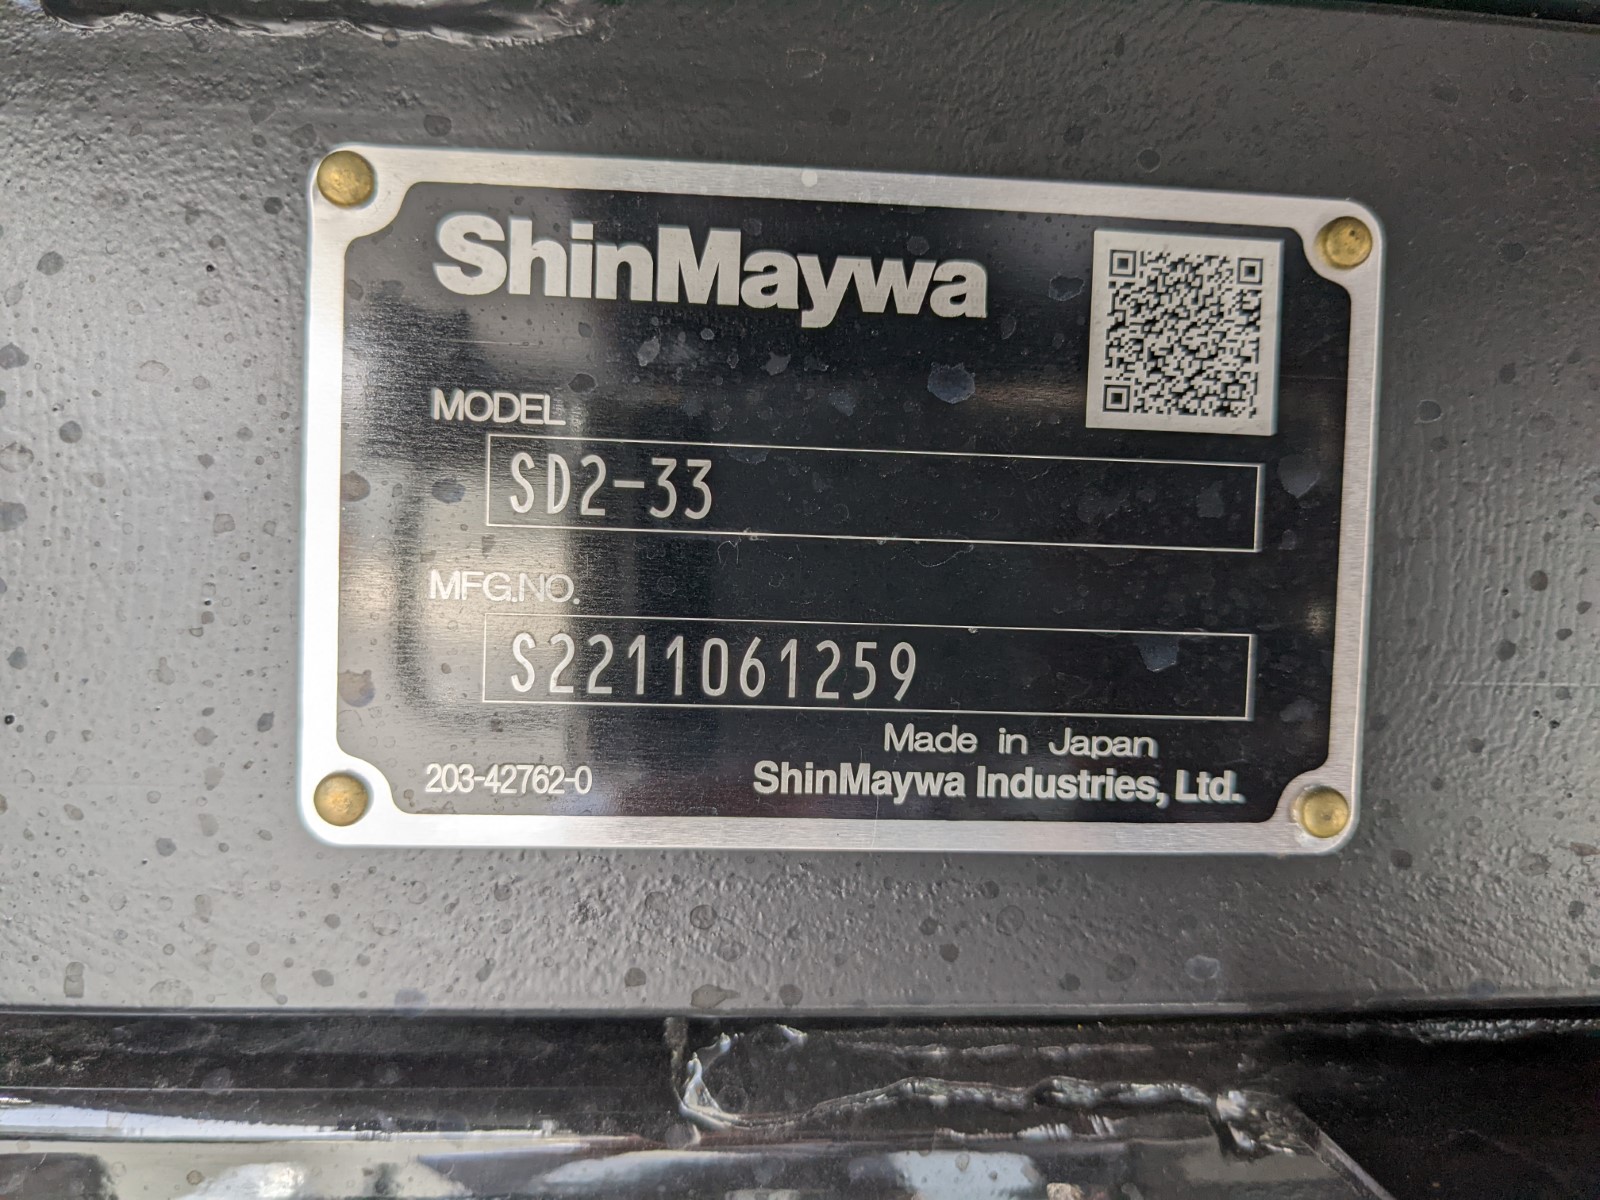 ShinMaywa
MODEL
SD2-33
MFG.NO.
S2211061259
Made in Japan
203-42762-0
ShinMaywa Industries, Ltd.